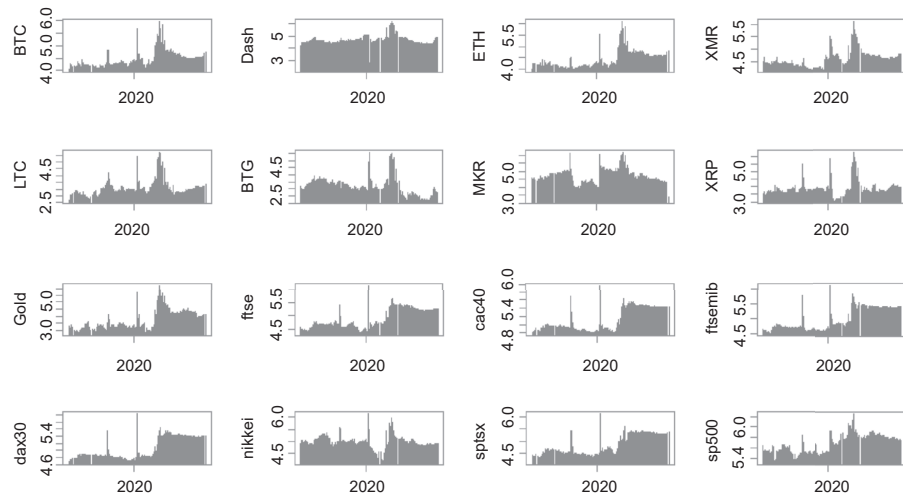 BTC
4.0 5.0 6.0
2020
Dash
3 5
2020
ETH
4.0 5.5
2020
XMR
4.5 5.5
2020
LTC
2.5 4.5
2020
BTG
2.5 4.5
2020
MKR
3.0 5.0
2020
XRP
3.0 5.0
2020
Gold
3.0 5.0
2020
ftse
4.5 5.5
2020
cac40
4.8 5.4 6.0
2020
ftsemib
4.5 5.5
2020
dax30
4.6 5.4
2020
nikkei
4.5 6.0
2020
sptsx
4.5 6.0
2020
sp500
5.4 6.0
2020